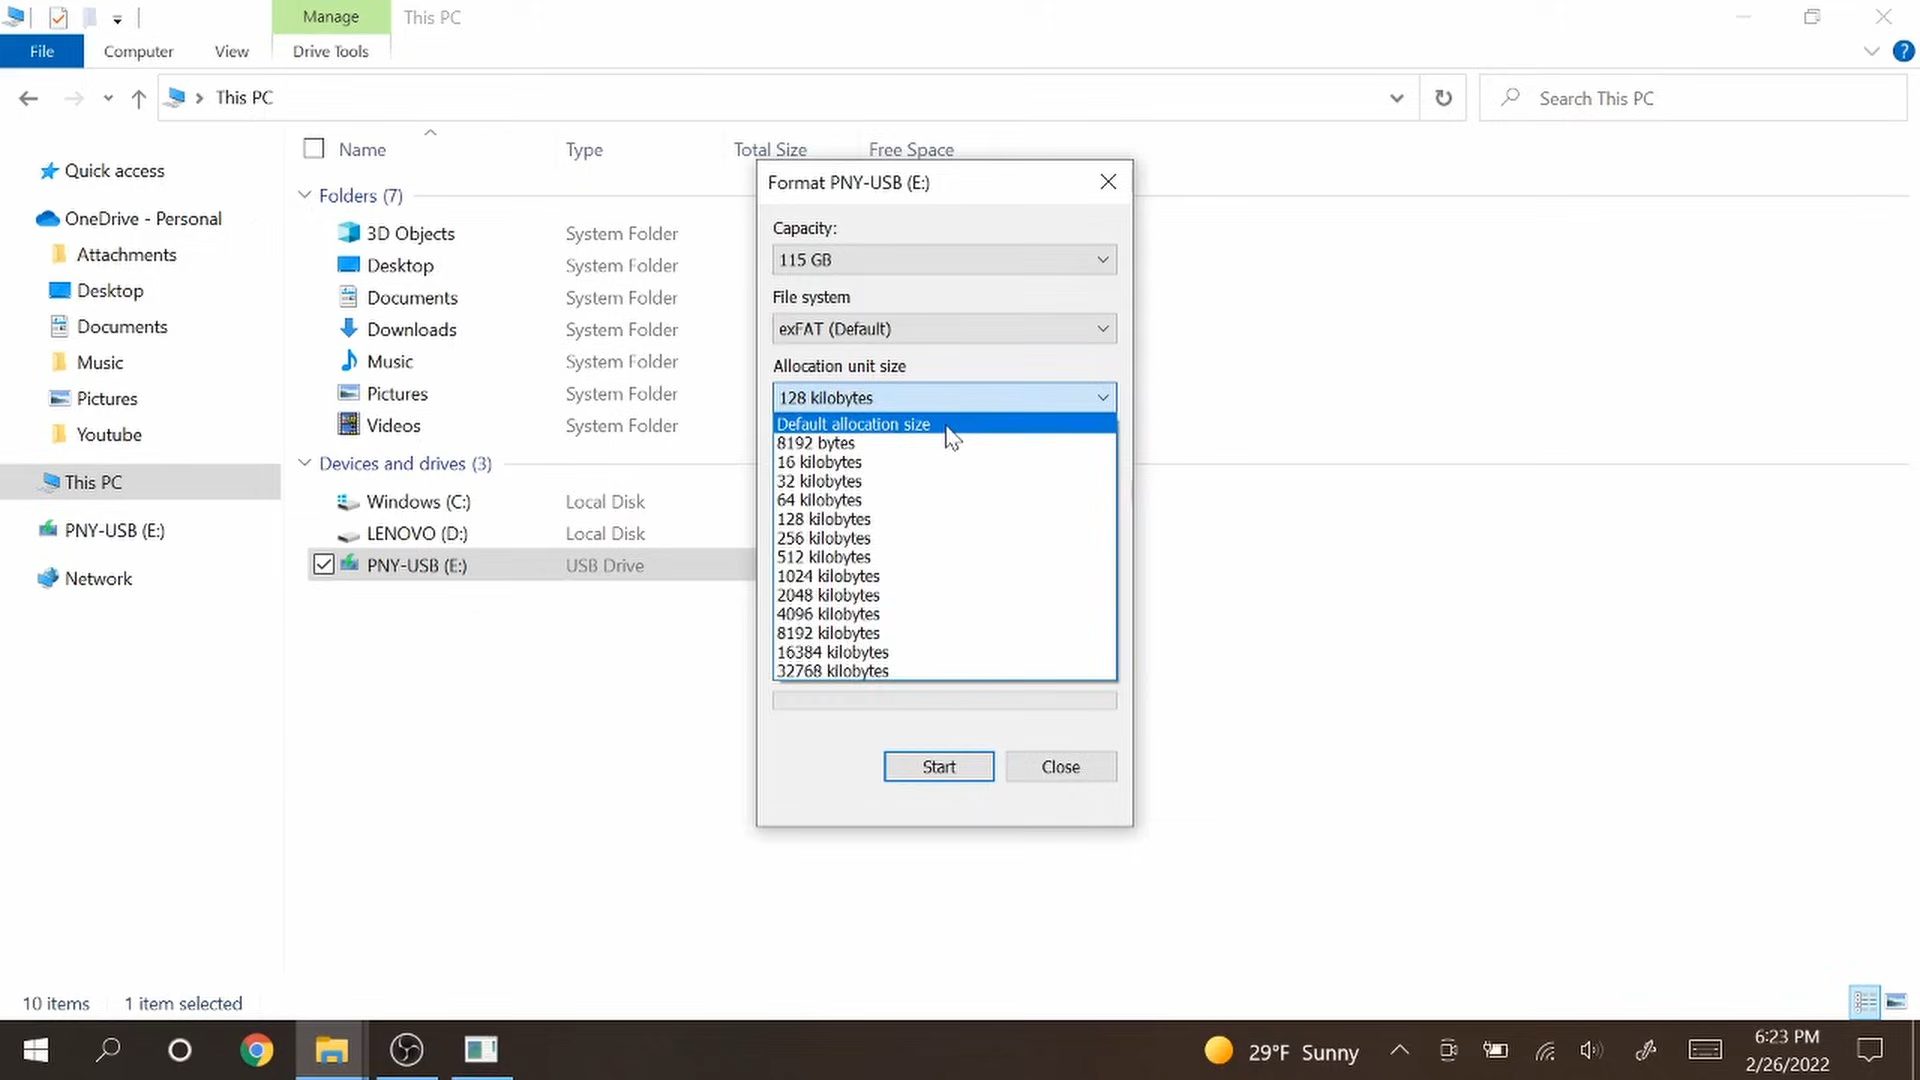 Manage
This PC
File
Computer
View
Drive Tools
?
This PC
Search This PC
Name
Type
Total Size
Free Space
Quick access
OneDrive - Personal
Attachments
Desktop
Documents
Music
Pictures
Youtube
This PC
PNY-USB (E:)
Network
Folders (7)
3D Objects System Folder
Desktop System Folder
Documents System Folder
Downloads System Folder
Music System Folder
Pictures System Folder
Videos System Folder
Devices and drives (3)
Windows (C:) Local Disk
LENOVO (D:) Local Disk
PNY-USB (E:) USB Drive
Format PNY-USB (E:)
Capacity:
115 GB
File system
exFAT (Default)
Allocation unit size
128 kilobytes
Default allocation size
8192 bytes
16 kilobytes
32 kilobytes
64 kilobytes
128 kilobytes
256 kilobytes
512 kilobytes
1024 kilobytes
2048 kilobytes
4096 kilobytes
8192 kilobytes
16384 kilobytes
32768 kilobytes
Start
Close
10 items
1 item selected
29°F Sunny
6:23 PM
2/26/2022